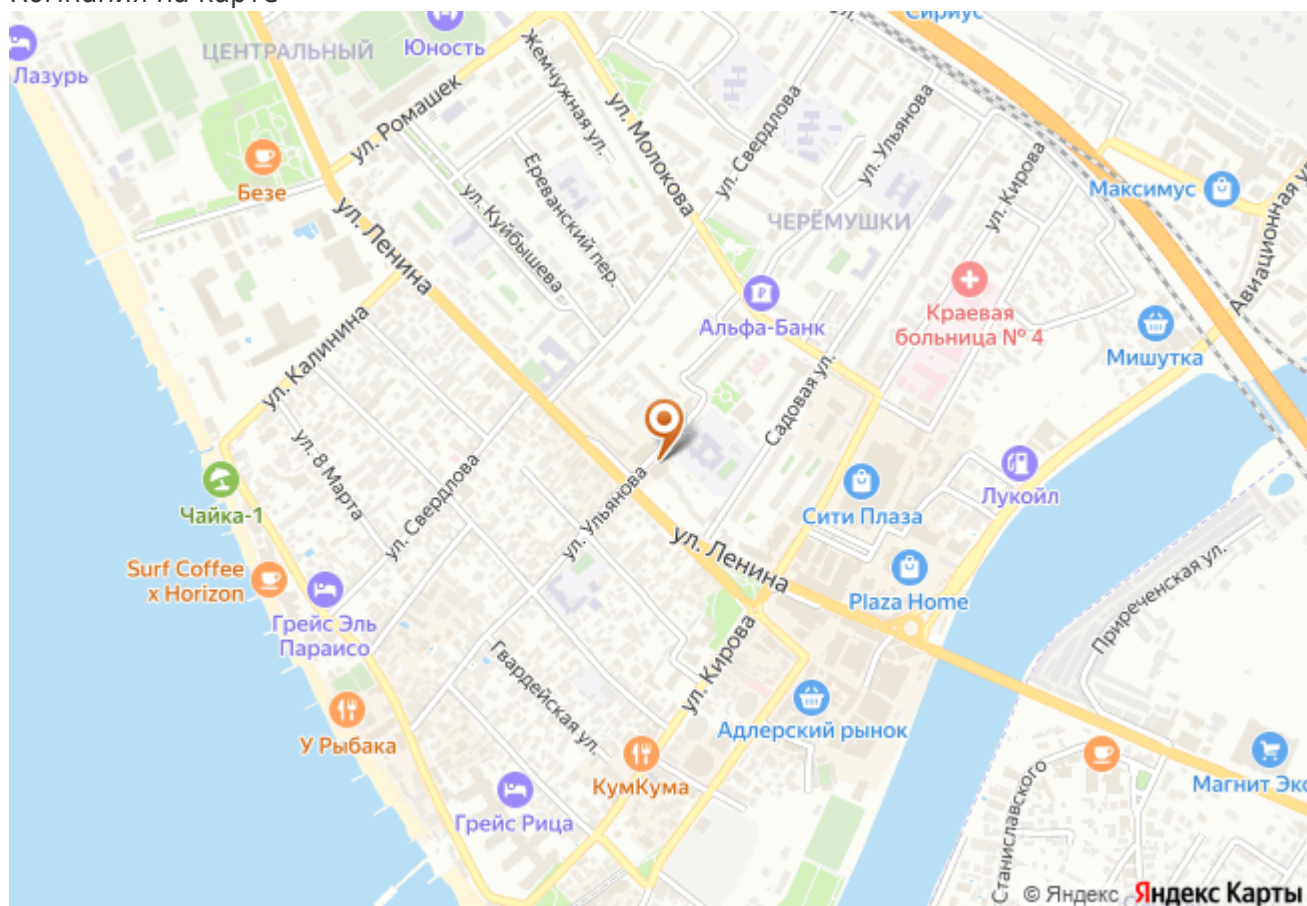 Компания на карте
Сириус
Юность
ЦЕНТРАЛЬНЫЙ
Лазурь
Жемчужная ул.
ул. Ромашек
ул. Молокова
ул. Свердлова
ул. Ульянова
ул. Кирова
Максимус
Авиационная ул.
Безе
Ереванский пер.
ул. Куйбышева
ЧЕРЁМУШКИ
ул. Ленина
Альфа-Банк
Краевая
больница № 4
Мишутка
ул. Калинина
Садовая ул.
ул. 8 Марта
ул. Свердлова
ул. Ульянова
Чайка-1
Лукойл
Сити Плаза
ул. Ленина
Surf Coffee
x Horizon
Plaza Home
Приреченская ул.
Грейс Эль
Параисо
Гвардейская ул.
ул. Кирова
У Рыбака
Адлерский рынок
КумКума
Магнит Экс
Грейс Рица
Станиславского
© Яндекс Яндекс Карты